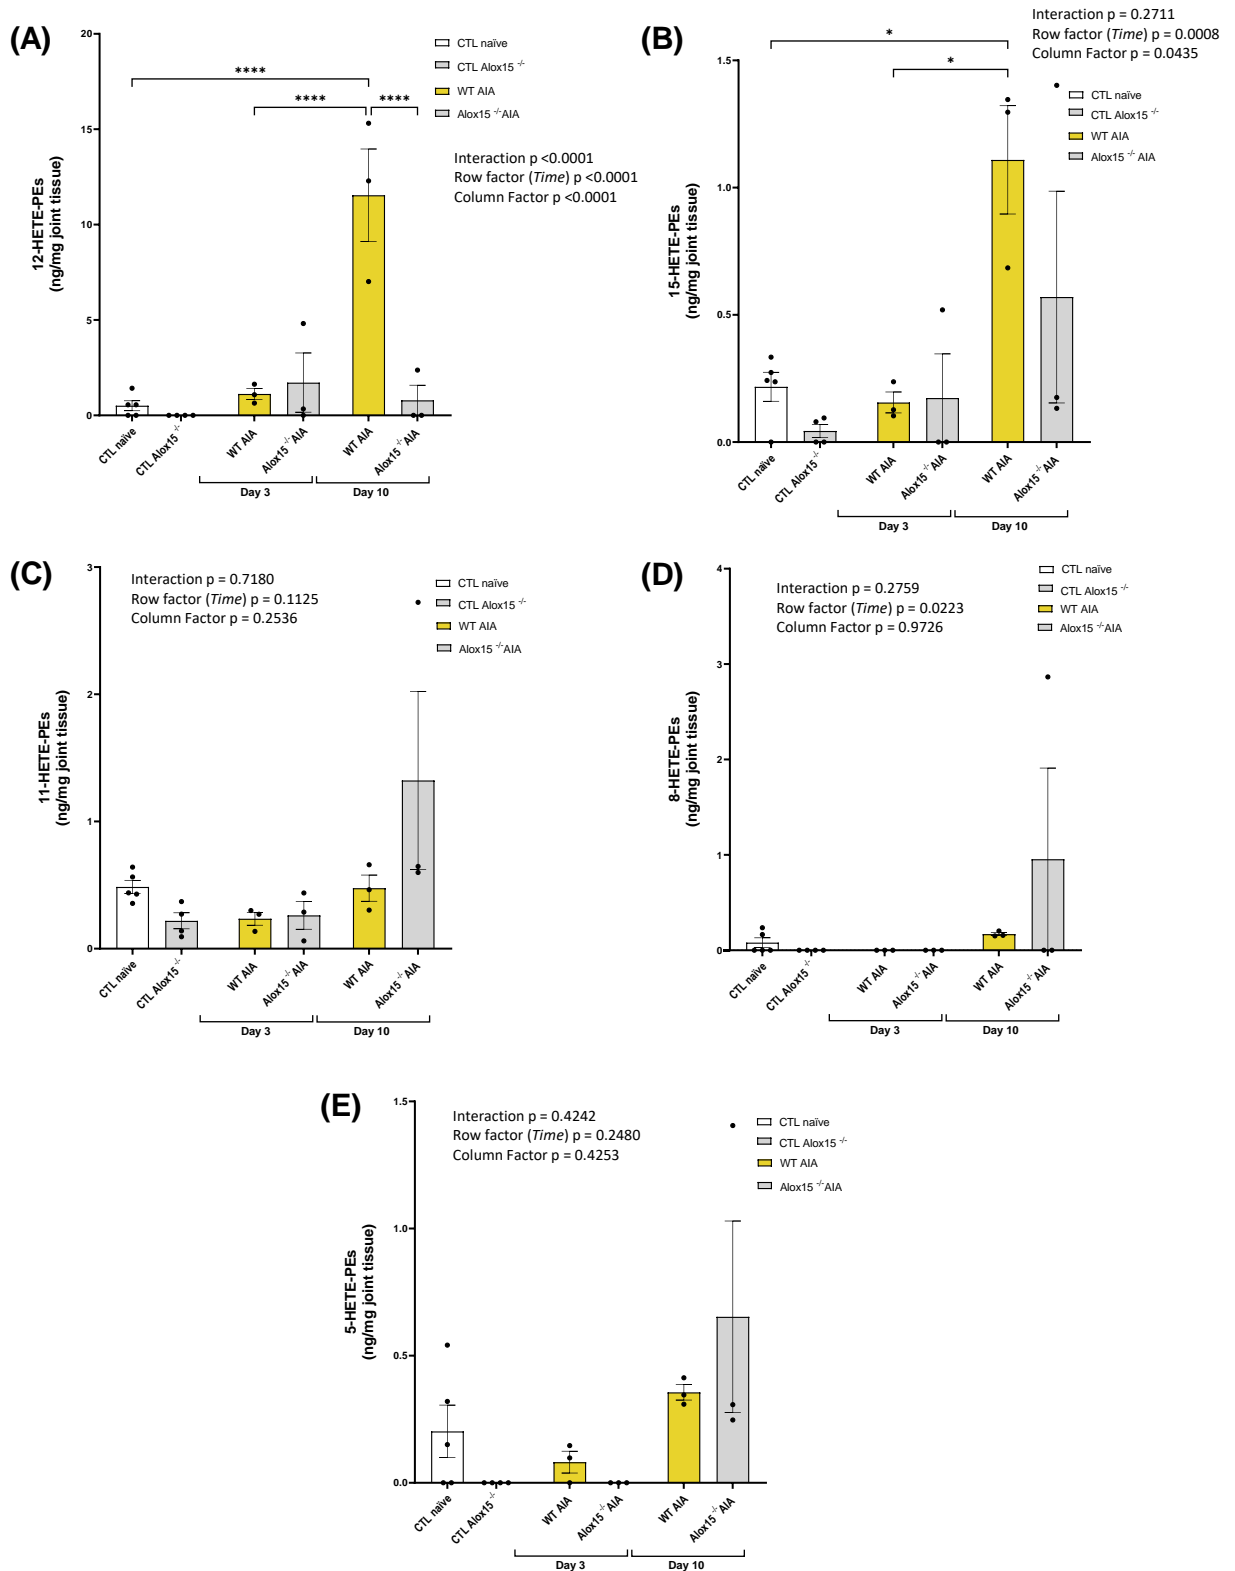 (A)
20
15
10
5
0
12-HETE-PEs
(ng/mg joint tissue)
****
**** ****
CTL naïve
CTL Alox15 -/-
WT AIA
Alox15 -/- AIA
Interaction p <0.0001
Row factor (Time) p <0.0001
Column Factor p <0.0001
CTL naïve CTL Alox15-/- WT AIA Alox15-/-AIA WT AIA Alox15-/-AIA
Day 3 Day 10
(B)
Interaction p = 0.2711
Row factor (Time) p = 0.0008
Column Factor p = 0.0435
1.5
1.0
0.5
0.0
15-HETE-PEs
(ng/mg joint tissue)
*
*
CTL naïve
CTL Alox15-/-
WT AIA
Alox15-/- AIA
CTL naïve CTL Alox15-/- WT AIA Alox15-/-AIA WT AIA Alox15-/-AIA
Day 3 Day 10
(C)
3
2
1
0
11-HETE-PEs
(ng/mg joint tissue)
Interaction p = 0.7180
Row factor (Time) p = 0.1125
Column Factor p = 0.2536
CTL naïve
CTL Alox15 -/-
WT AIA
Alox15 -/-AIA
CTL naïve CTL Alox15-/- WT AIA Alox15-/-AIA WT AIA Alox15-/-AIA
Day 3 Day 10
(D)
4
3
2
1
0
8-HETE-PEs
(ng/mg joint tissue)
Interaction p = 0.2759
Row factor (Time) p = 0.0223
Column Factor p = 0.9726
CTL naïve
CTL Alox15 -/-
WT AIA
Alox15 -/-AIA
CTL naïve CTL Alox15-/- WT AIA Alox15-/-AIA WT AIA Alox15-/-AIA
Day 3 Day 10
(E)
1.5
1.0
0.5
0.0
5-HETE-PEs
(ng/mg joint tissue)
Interaction p = 0.4242
Row factor (Time) p = 0.2480
Column Factor p = 0.4253
CTL naïve
CTL Alox15 -/-
WT AIA
Alox15 -/-AIA
CTL naïve CTL Alox15-/- WT AIA Alox15-/-AIA WT AIA Alox15-/-AIA
Day 3 Day 10